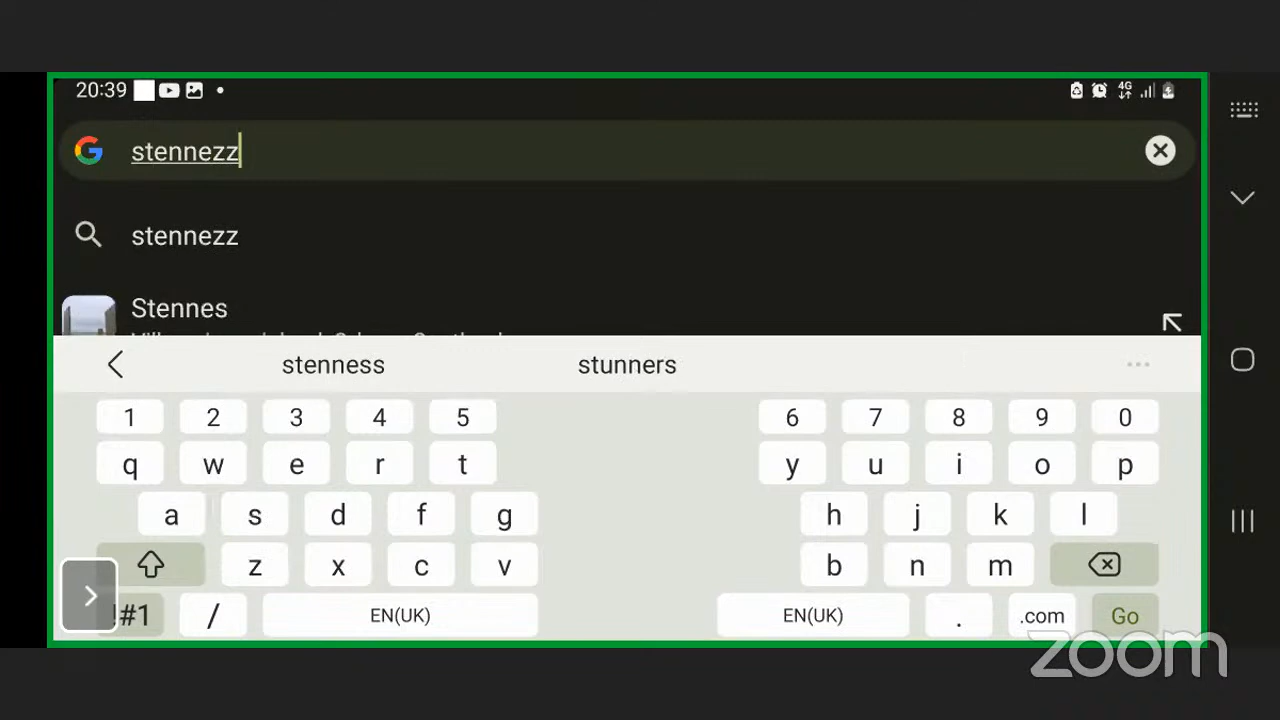 20:39
4G
stennezz
stennezz
Stennes
stenness stunners
1 2 3 4 5 6 7 8 9 0
q w e r t y u i o p
a s d f g h j k l
z x c v b n m
!#1 / EN(UK) EN(UK) . .com Go
zoom